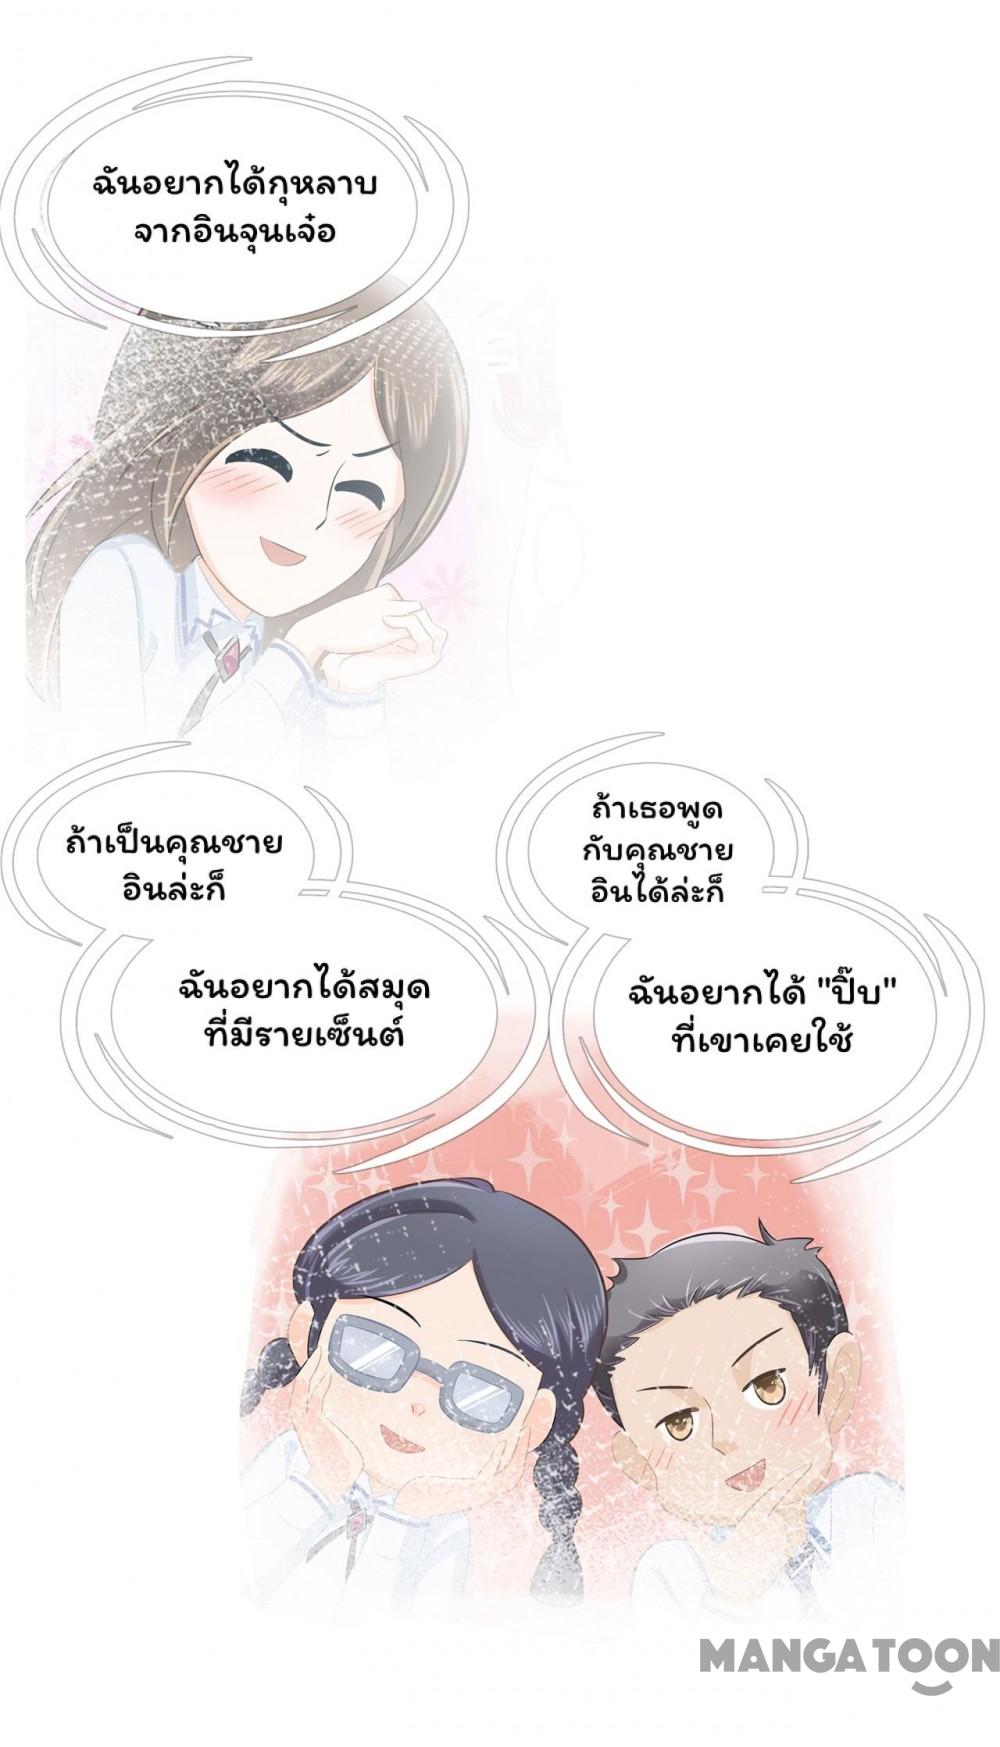 ฉันอยากได้กุหลาบ
จากอินจุนเจ๋อ
ถ้าเป็นคุณชาย
อินล่ะก็
ฉันอยากได้สมุด
ที่มีรายเซ็นต์
ถ้าเธอพูด
กับคุณชาย
อินได้ล่ะก็
ฉันอยากได้ "ปิ๊บ"
ที่เขาเคยใช้
MANGATOON